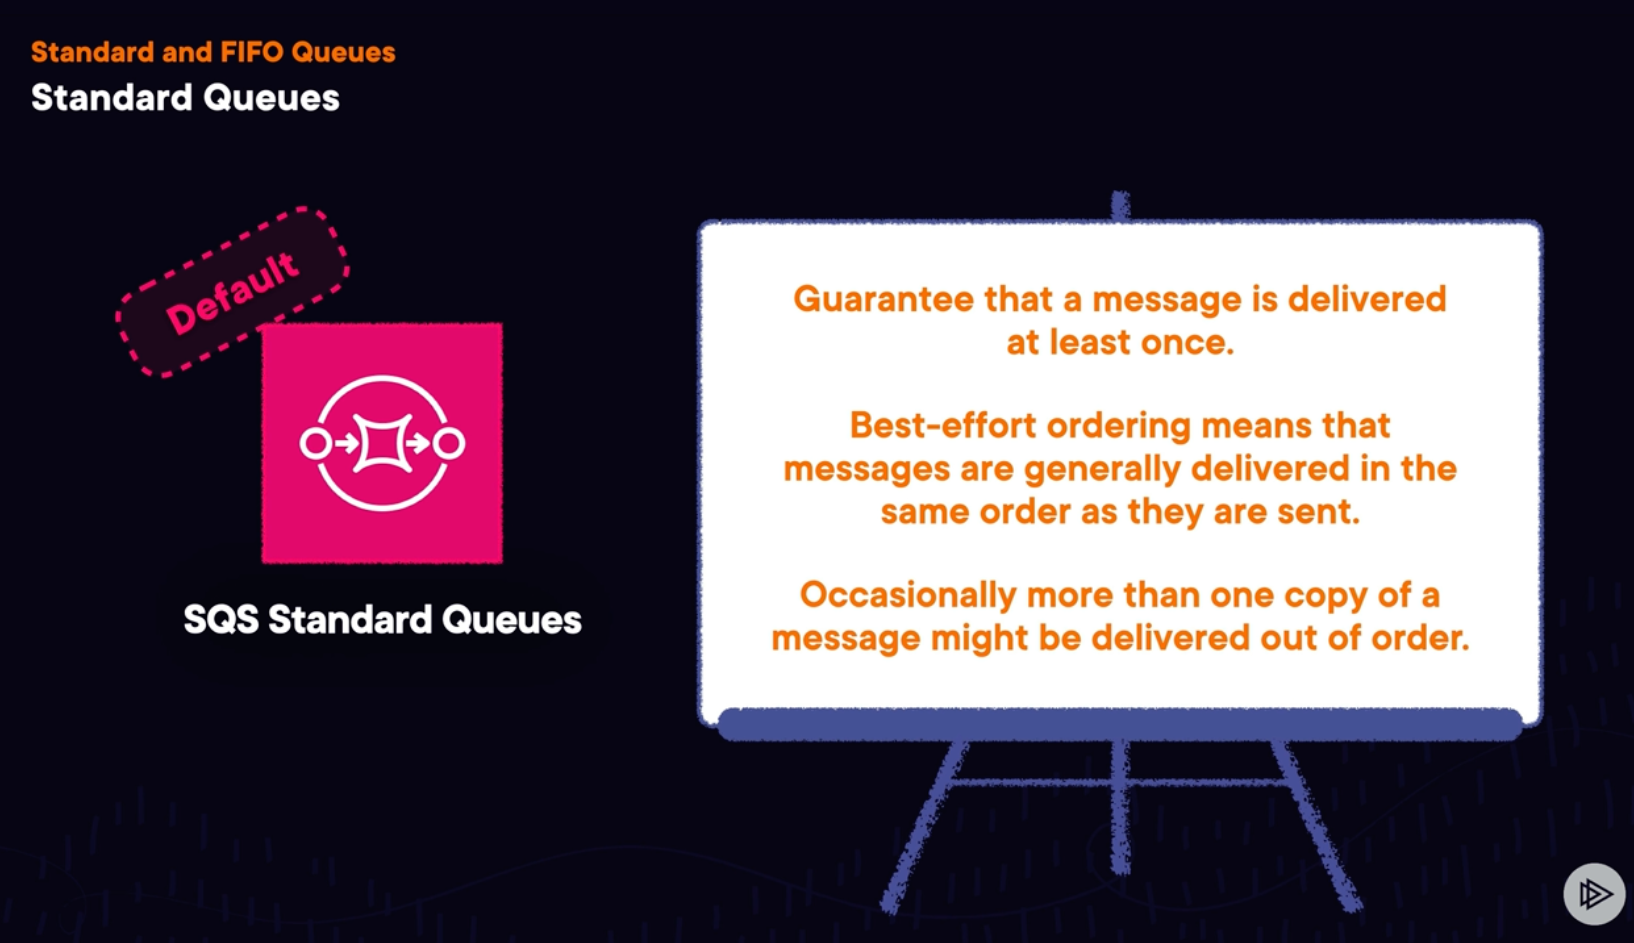 Standard and FIFO Queues
Standard Queues
Default
SQS Standard Queues
Guarantee that a message is delivered
at least once.
Best-effort ordering means that
messages are generally delivered in the
same order as they are sent.
Occasionally more than one copy of a
message might be delivered out of order.